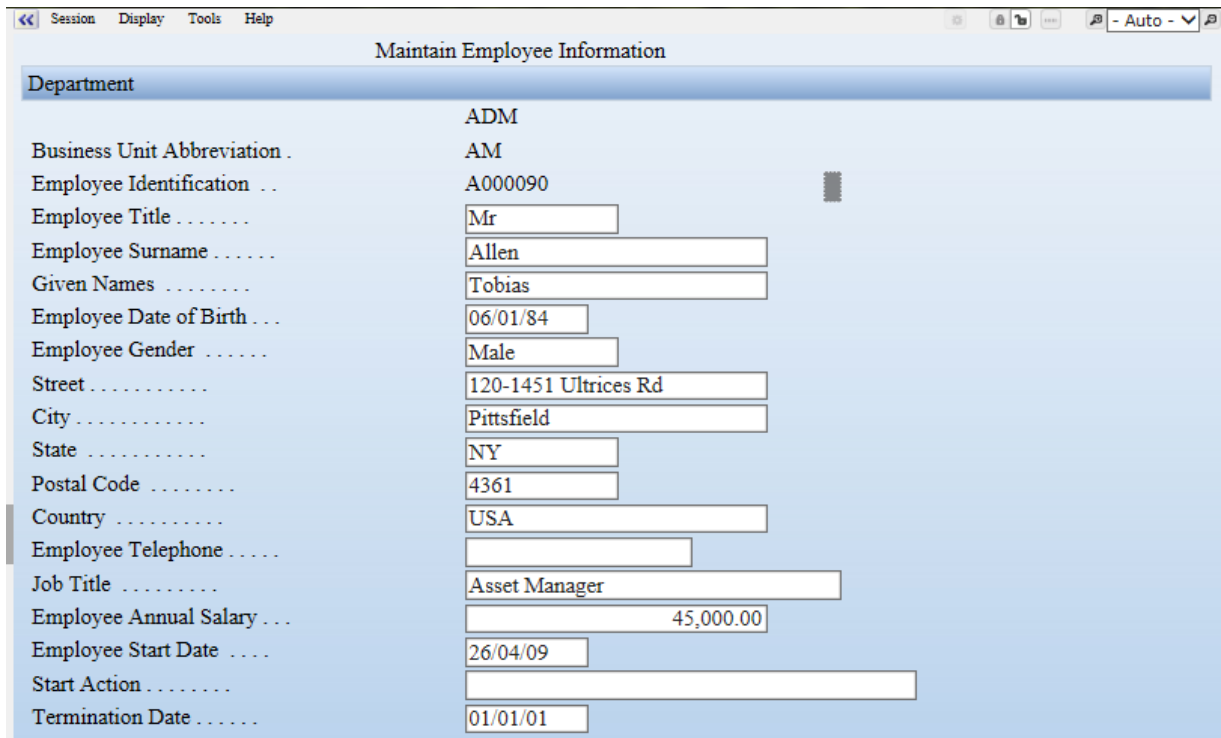 Session Display Tools Help - Auto -
Maintain Employee Information
Department
ADM
Business Unit Abbreviation . AM
Employee Identification . . A000090
Employee Title . . . . . . . Mr
Employee Surname . . . . . . Allen
Given Names . . . . . . . . Tobias
Employee Date of Birth . . . 06/01/84
Employee Gender . . . . . . Male
Street . . . . . . . . . . . 120-1451 Ultrices Rd
City . . . . . . . . . . . . Pittsfield
State . . . . . . . . . . . NY
Postal Code . . . . . . . . 4361
Country . . . . . . . . . . USA
Employee Telephone . . . . .
Job Title . . . . . . . . . Asset Manager
Employee Annual Salary . . . 45,000.00
Employee Start Date . . . . 26/04/09
Start Action . . . . . . . .
Termination Date . . . . . . 01/01/01